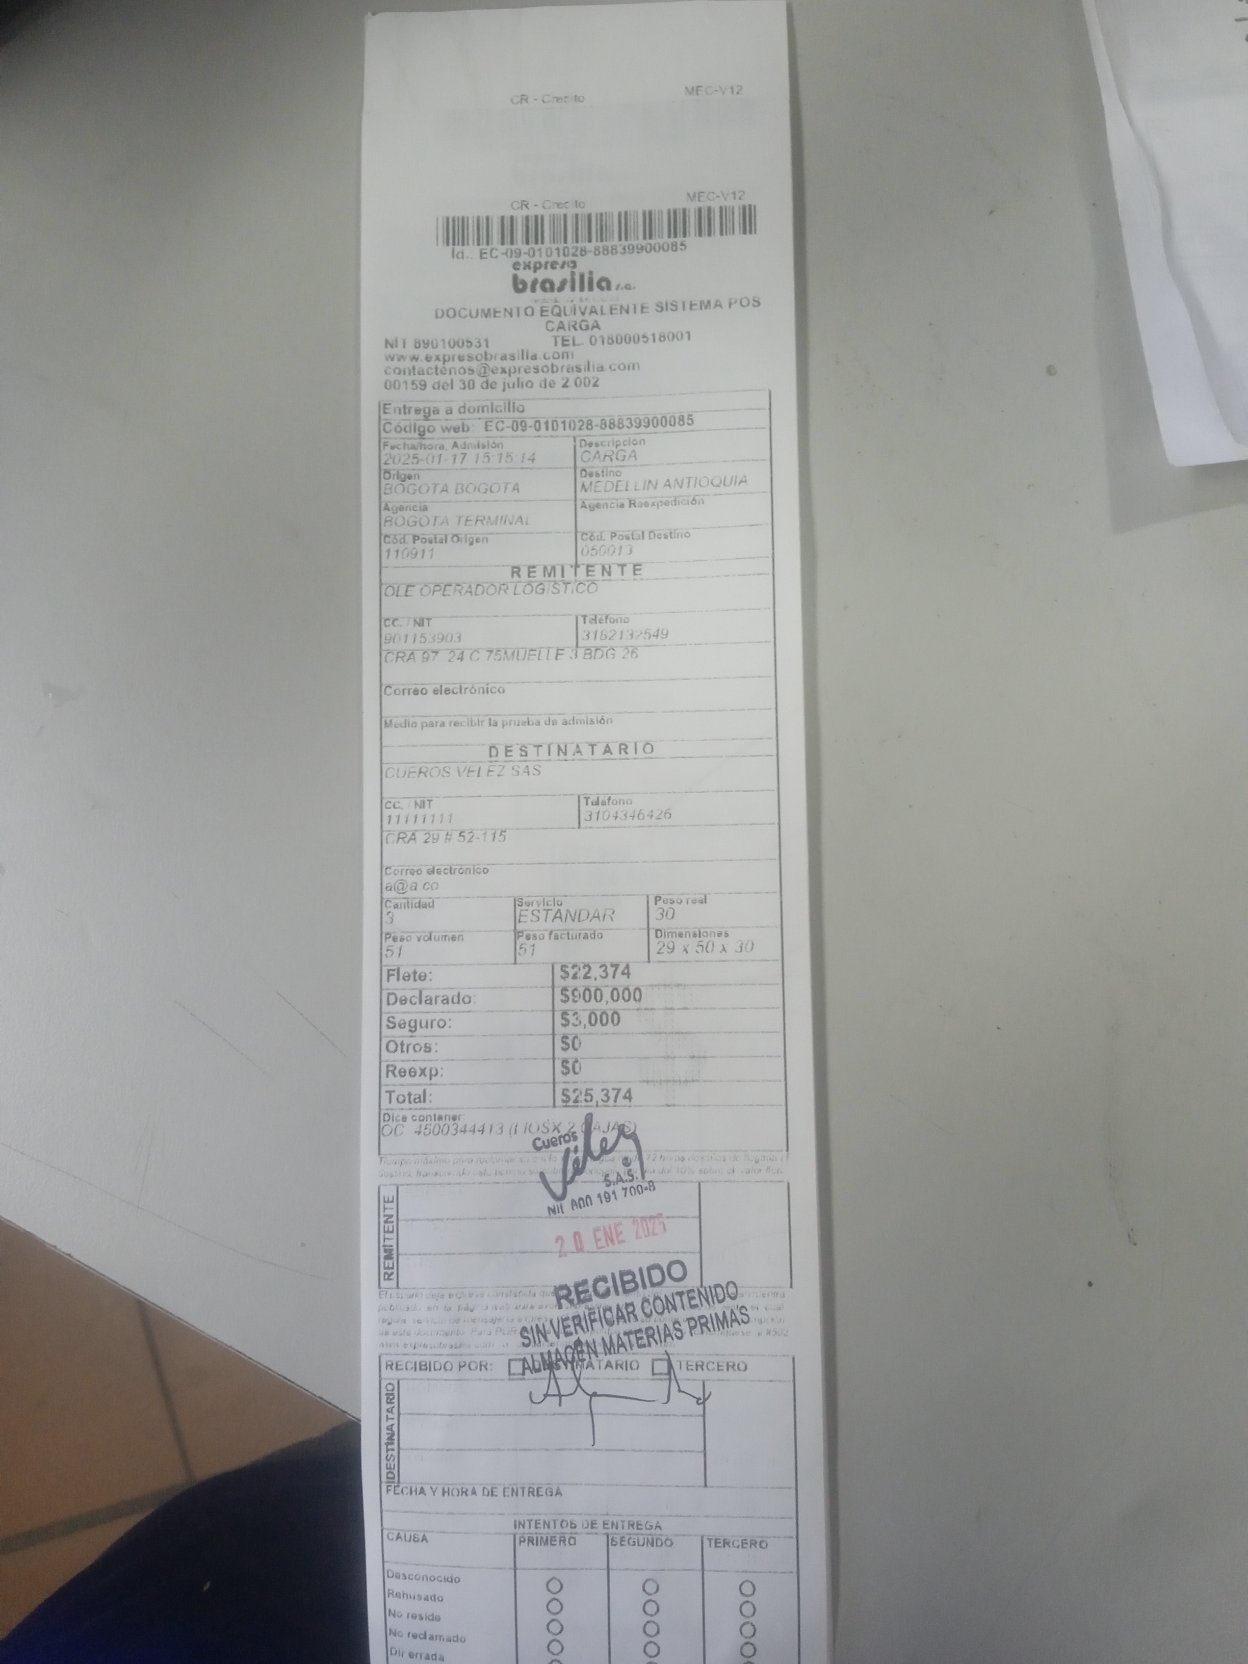 CR - Credito MEC-V12
CR - Credito MEC-V12
EC-09-0101028-88839900085
expreso
brasilia s.a.
DOCUMENTO EQUIVALENTE SISTEMA POS
CARGA
NIT 890100531 TEL. 018000518001
www.expresobrasilia.com
contactenos@expresobrasilia.com
00159 del 30 de julio de 2 002
Entrega a domicilio
Código web: EC-09-0101028-88839900085
Fecha/hora. Admisión Descripcion
2025-01-17 15:15:14 CARGA
Origen Destino
BOGOTA BOGOTA MEDELLIN ANTIOQUIA
Agencia Agencia Reexpedición
BOGOTA TERMINAL
Cód. Postal Origen Cód. Postal Destino
110911 050013
REMITENTE
OLE OPERADOR LOGISTICO
CC. / NIT Teléfono
901153903 3162132549
CRA 97 24 C 75MUELLE 3 BDG 26
Correo electrónico
Medio para recibir la prueba de admisión
DESTINATARIO
CUEROS VELEZ SAS
CC. / NIT Teléfono
11111111 3104346426
CRA 29 # 52-115
Correo electrónico
a@a.co
Cantidad Servicio Peso real
3 ESTANDAR 30
Peso volumen Peso facturado Dimensiones
51 51 29 x 50 x 30
Flete: $22,374
Declarado: $900,000
Seguro: $3,000
Otros: $0
Reexp: $0
Total: $25,374
Dice contener:
OC 4500344413 2 CAJAS)
Cueros
Vélez
S.A.S.
Nit 191 700-8
REMITENTE
20 ENE 2025
RECIBIDO
SIN VERIFICAR CONTENIDO
ALMACÉN MATERIAS PRIMAS
RECIBIDO POR: DESTINATARIO TERCERO
DESTINATARIO
FECHA Y HORA DE ENTREGA
INTENTOS DE ENTREGA
CAUSA PRIMERO SEGUNDO TERCERO
Desconocido
Rehusado
No reside
No reclamado
Dir errada